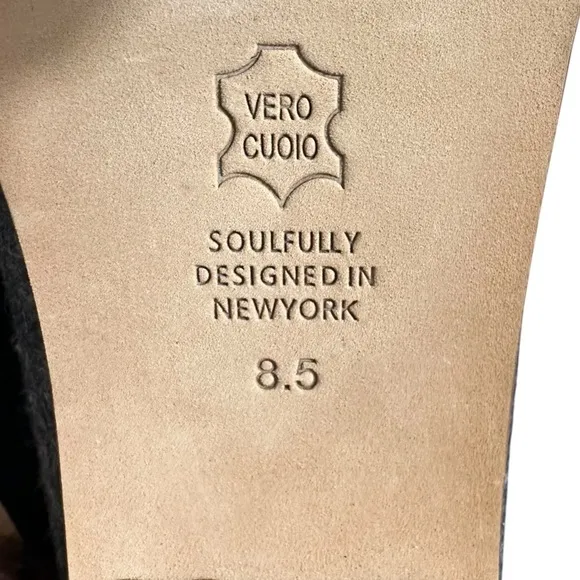 VERO
CUOIO
SOULFULLY
DESIGNED IN
NEWYORK
8.5